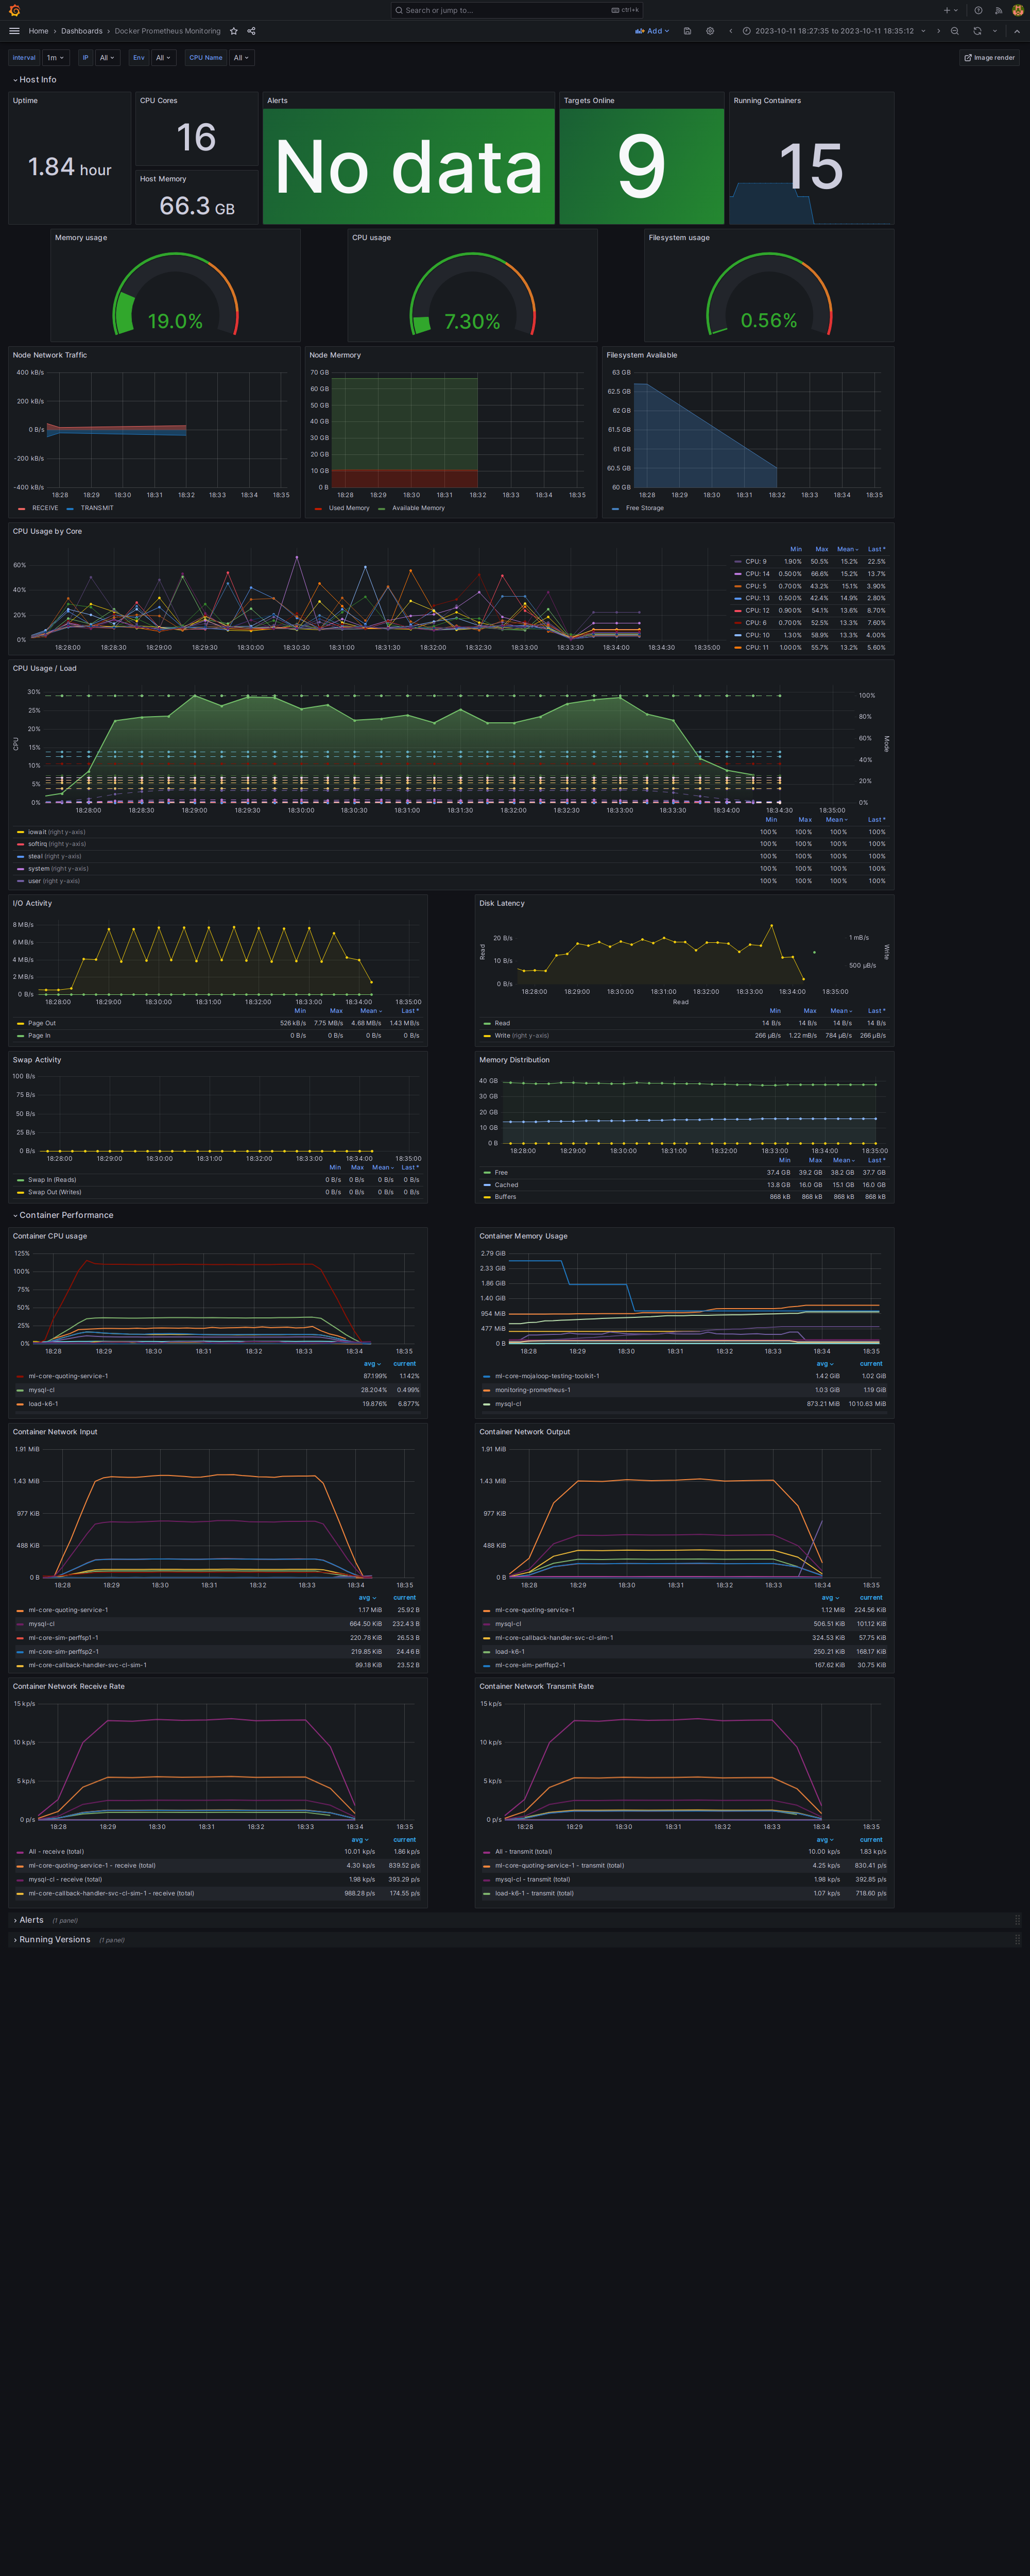 Search or jump to... ctrl+k
Home › Dashboards › Docker Prometheus Monitoring Add 2023-10-11 18:27:35 to 2023-10-11 18:35:12
Interval 1m IP All Env All CPU Name All Image render
Host Info
Uptime CPU Cores Alerts Targets Online Running Containers
1.84 hour 16 No data 9 15
Host Memory
66.3 GB
Memory usage CPU usage Filesystem usage
19.0% 7.30% 0.56%
Node Network Traffic
400 kB/s
200 kB/s
0 B/s
-200 kB/s
-400 kB/s
18:28 18:29 18:30 18:31 18:32 18:33 18:34 18:35
RECEIVE TRANSMIT
Node Mermory
70 GB
60 GB
50 GB
40 GB
30 GB
20 GB
10 GB
0 B
18:28 18:29 18:30 18:31 18:32 18:33 18:34 18:35
Used Memory Available Memory
Filesystem Available
63 GB
62.5 GB
62 GB
61.5 GB
61 GB
60.5 GB
60 GB
18:28 18:29 18:30 18:31 18:32 18:33 18:34 18:35
Free Storage
CPU Usage by Core
60%
40%
20%
0%
18:28:00 18:28:30 18:29:00 18:29:30 18:30:00 18:30:30 18:31:00 18:31:30 18:32:00 18:32:30 18:33:00 18:33:30 18:34:00 18:34:30 18:35:00
Min Max Mean Last *
CPU: 9 1.90% 50.5% 15.2% 22.5%
CPU: 14 0.500% 66.6% 15.2% 13.7%
CPU: 5 0.700% 43.2% 15.1% 3.90%
CPU: 13 0.500% 42.4% 14.9% 2.80%
CPU: 12 0.900% 54.1% 13.6% 8.70%
CPU: 6 0.700% 52.5% 13.3% 7.60%
CPU: 10 1.30% 58.9% 13.3% 4.00%
CPU: 11 1.000% 55.7% 13.2% 5.60%
CPU Usage / Load
30% 100%
25% 80%
20%
CPU 15% 60% Mode
10% 40%
5% 20%
0% 0%
18:28:00 18:28:30 18:29:00 18:29:30 18:30:00 18:30:30 18:31:00 18:31:30 18:32:00 18:32:30 18:33:00 18:33:30 18:34:00 18:34:30 18:35:00
Min Max Mean Last *
iowait (right y-axis) 100% 100% 100% 100%
softirq (right y-axis) 100% 100% 100% 100%
steal (right y-axis) 100% 100% 100% 100%
system (right y-axis) 100% 100% 100% 100%
user (right y-axis) 100% 100% 100% 100%
I/O Activity
8 MB/s
6 MB/s
4 MB/s
2 MB/s
0 B/s
18:28:00 18:29:00 18:30:00 18:31:00 18:32:00 18:33:00 18:34:00 18:35:00
Min Max Mean Last *
Page Out 526 kB/s 7.75 MB/s 4.68 MB/s 1.43 MB/s
Page In 0 B/s 0 B/s 0 B/s 0 B/s
Disk Latency
20 B/s 1 mB/s
Read 10 B/s 500 µB/s Write
0 B/s
18:28:00 18:29:00 18:30:00 18:31:00 18:32:00 18:33:00 18:34:00 18:35:00
Read
Min Max Mean Last *
Read 14 B/s 14 B/s 14 B/s 14 B/s
Write (right y-axis) 266 µB/s 1.22 mB/s 784 µB/s 266 µB/s
Swap Activity
100 B/s
75 B/s
50 B/s
25 B/s
0 B/s
18:28:00 18:29:00 18:30:00 18:31:00 18:32:00 18:33:00 18:34:00 18:35:00
Min Max Mean Last *
Swap In (Reads) 0 B/s 0 B/s 0 B/s 0 B/s
Swap Out (Writes) 0 B/s 0 B/s 0 B/s 0 B/s
Memory Distribution
40 GB
30 GB
20 GB
10 GB
0 B
18:28:00 18:29:00 18:30:00 18:31:00 18:32:00 18:33:00 18:34:00 18:35:00
Min Max Mean Last *
Free 37.4 GB 39.2 GB 38.2 GB 37.7 GB
Cached 13.8 GB 16.0 GB 15.1 GB 16.0 GB
Buffers 868 kB 868 kB 868 kB 868 kB
Container Performance
Container CPU usage
125%
100%
75%
50%
25%
0%
18:28 18:29 18:30 18:31 18:32 18:33 18:34 18:35
avg current
ml-core-quoting-service-1 87.199% 1.142%
mysql-cl 28.204% 0.499%
load-k6-1 19.876% 6.877%
Container Memory Usage
2.79 GiB
2.33 GiB
1.86 GiB
1.40 GiB
954 MiB
477 MiB
0 B
18:28 18:29 18:30 18:31 18:32 18:33 18:34 18:35
avg current
ml-core-mojaloop-testing-toolkit-1 1.42 GiB 1.02 GiB
monitoring-prometheus-1 1.03 GiB 1.19 GiB
mysql-cl 873.21 MiB 1010.63 MiB
Container Network Input
1.91 MiB
1.43 MiB
977 KiB
488 KiB
0 B
18:28 18:29 18:30 18:31 18:32 18:33 18:34 18:35
avg current
ml-core-quoting-service-1 1.17 MiB 25.92 B
mysql-cl 664.50 KiB 232.43 B
ml-core-sim-perffsp1-1 220.78 KiB 26.53 B
ml-core-sim-perffsp2-1 219.85 KiB 24.46 B
ml-core-callback-handler-svc-cl-sim-1 99.18 KiB 23.52 B
Container Network Output
1.91 MiB
1.43 MiB
977 KiB
488 KiB
0 B
18:28 18:29 18:30 18:31 18:32 18:33 18:34 18:35
avg current
ml-core-quoting-service-1 1.12 MiB 224.56 KiB
mysql-cl 506.51 KiB 101.12 KiB
ml-core-callback-handler-svc-cl-sim-1 324.53 KiB 57.75 KiB
load-k6-1 250.21 KiB 168.17 KiB
ml-core-sim-perffsp2-1 167.62 KiB 30.75 KiB
Container Network Receive Rate
15 kp/s
10 kp/s
5 kp/s
0 p/s
18:28 18:29 18:30 18:31 18:32 18:33 18:34 18:35
avg current
All - receive (total) 10.01 kp/s 1.86 kp/s
ml-core-quoting-service-1 - receive (total) 4.30 kp/s 839.52 p/s
mysql-cl - receive (total) 1.98 kp/s 393.29 p/s
ml-core-callback-handler-svc-cl-sim-1 - receive (total) 988.28 p/s 174.55 p/s
Container Network Transmit Rate
15 kp/s
10 kp/s
5 kp/s
0 p/s
18:28 18:29 18:30 18:31 18:32 18:33 18:34 18:35
avg current
All - transmit (total) 10.00 kp/s 1.83 kp/s
ml-core-quoting-service-1 - transmit (total) 4.25 kp/s 830.41 p/s
mysql-cl - transmit (total) 1.98 kp/s 392.85 p/s
load-k6-1 - transmit (total) 1.07 kp/s 718.60 p/s
Alerts (1 panel)
Running Versions (1 panel)